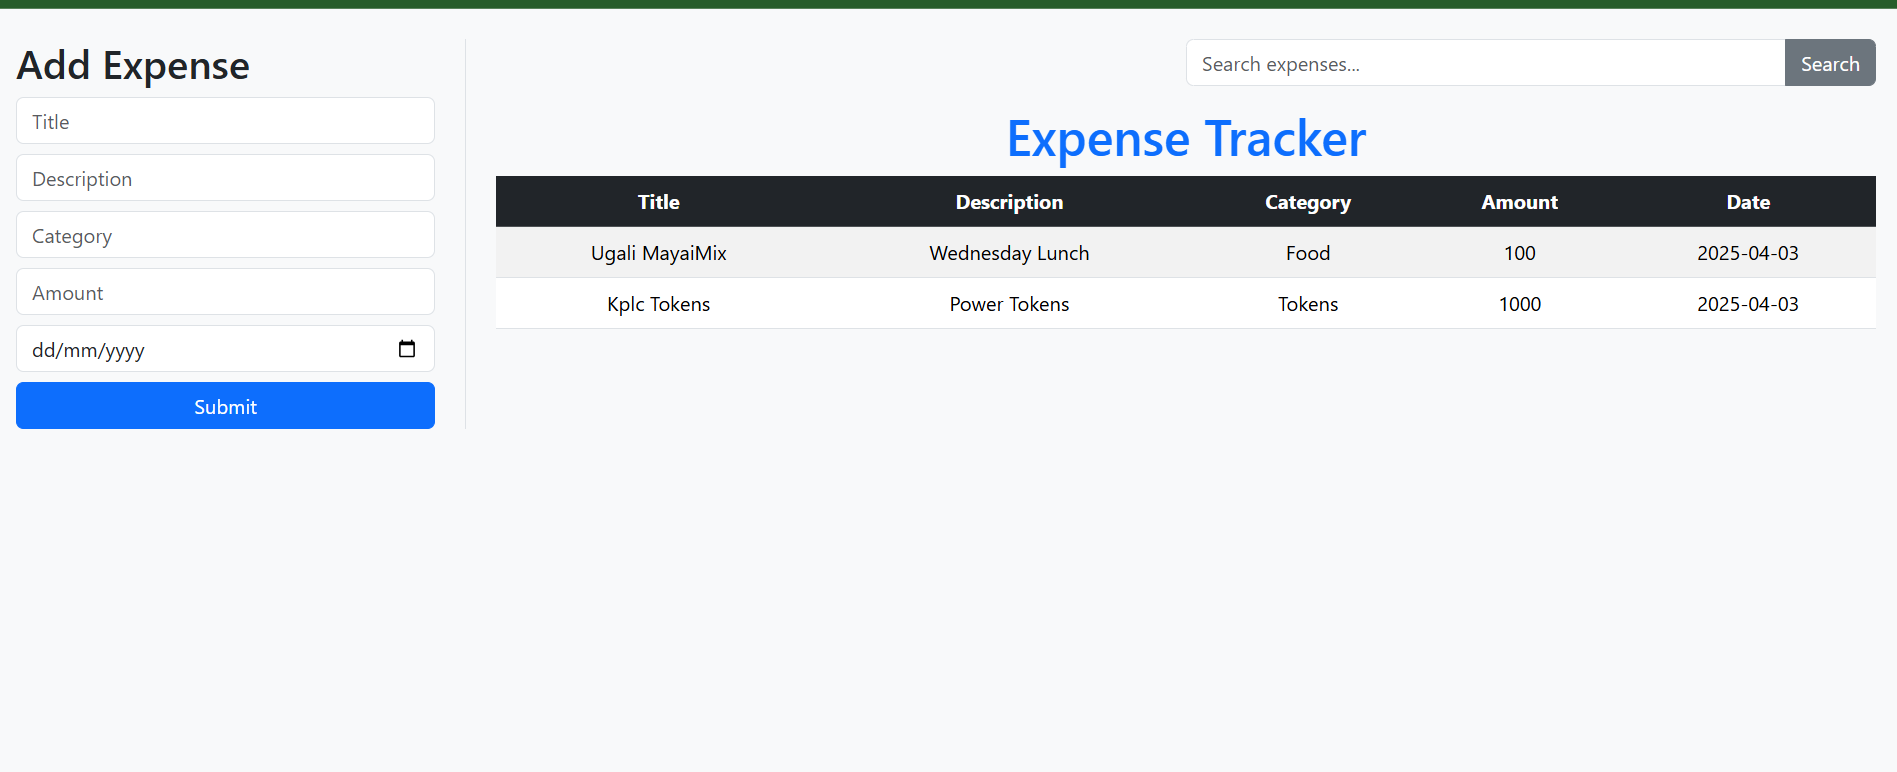 Add Expense
Title
Description
Category
Amount
dd/mm/yyyy
Submit
Search expenses... Search
Expense Tracker
Title Description Category Amount Date
Ugali MayaiMix Wednesday Lunch Food 100 2025-04-03
Kplc Tokens Power Tokens Tokens 1000 2025-04-03